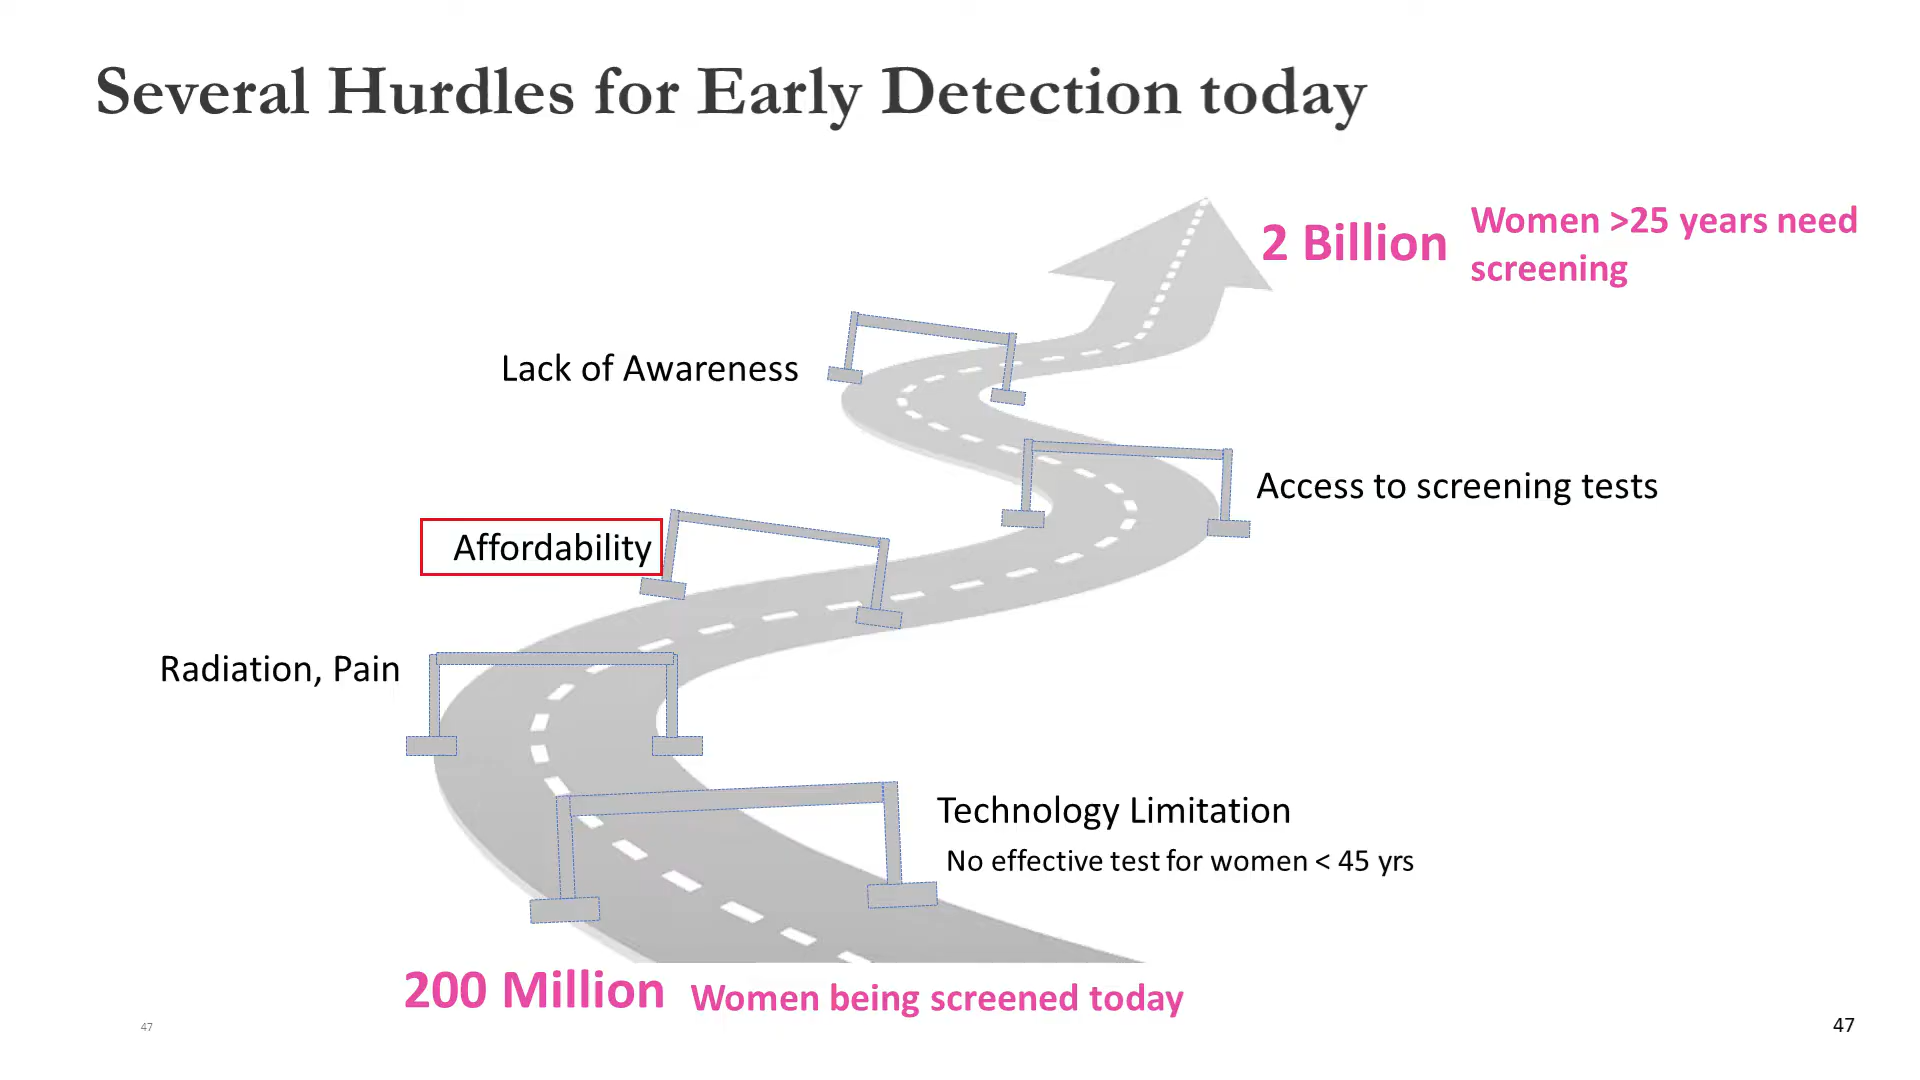 Several Hurdles for Early Detection today
2 Billion
Women >25 years need
screening
Lack of Awareness
Access to screening tests
Affordability
Radiation, Pain
Technology Limitation
No effective test for women < 45 yrs
200 Million
Women being screened today
47
47